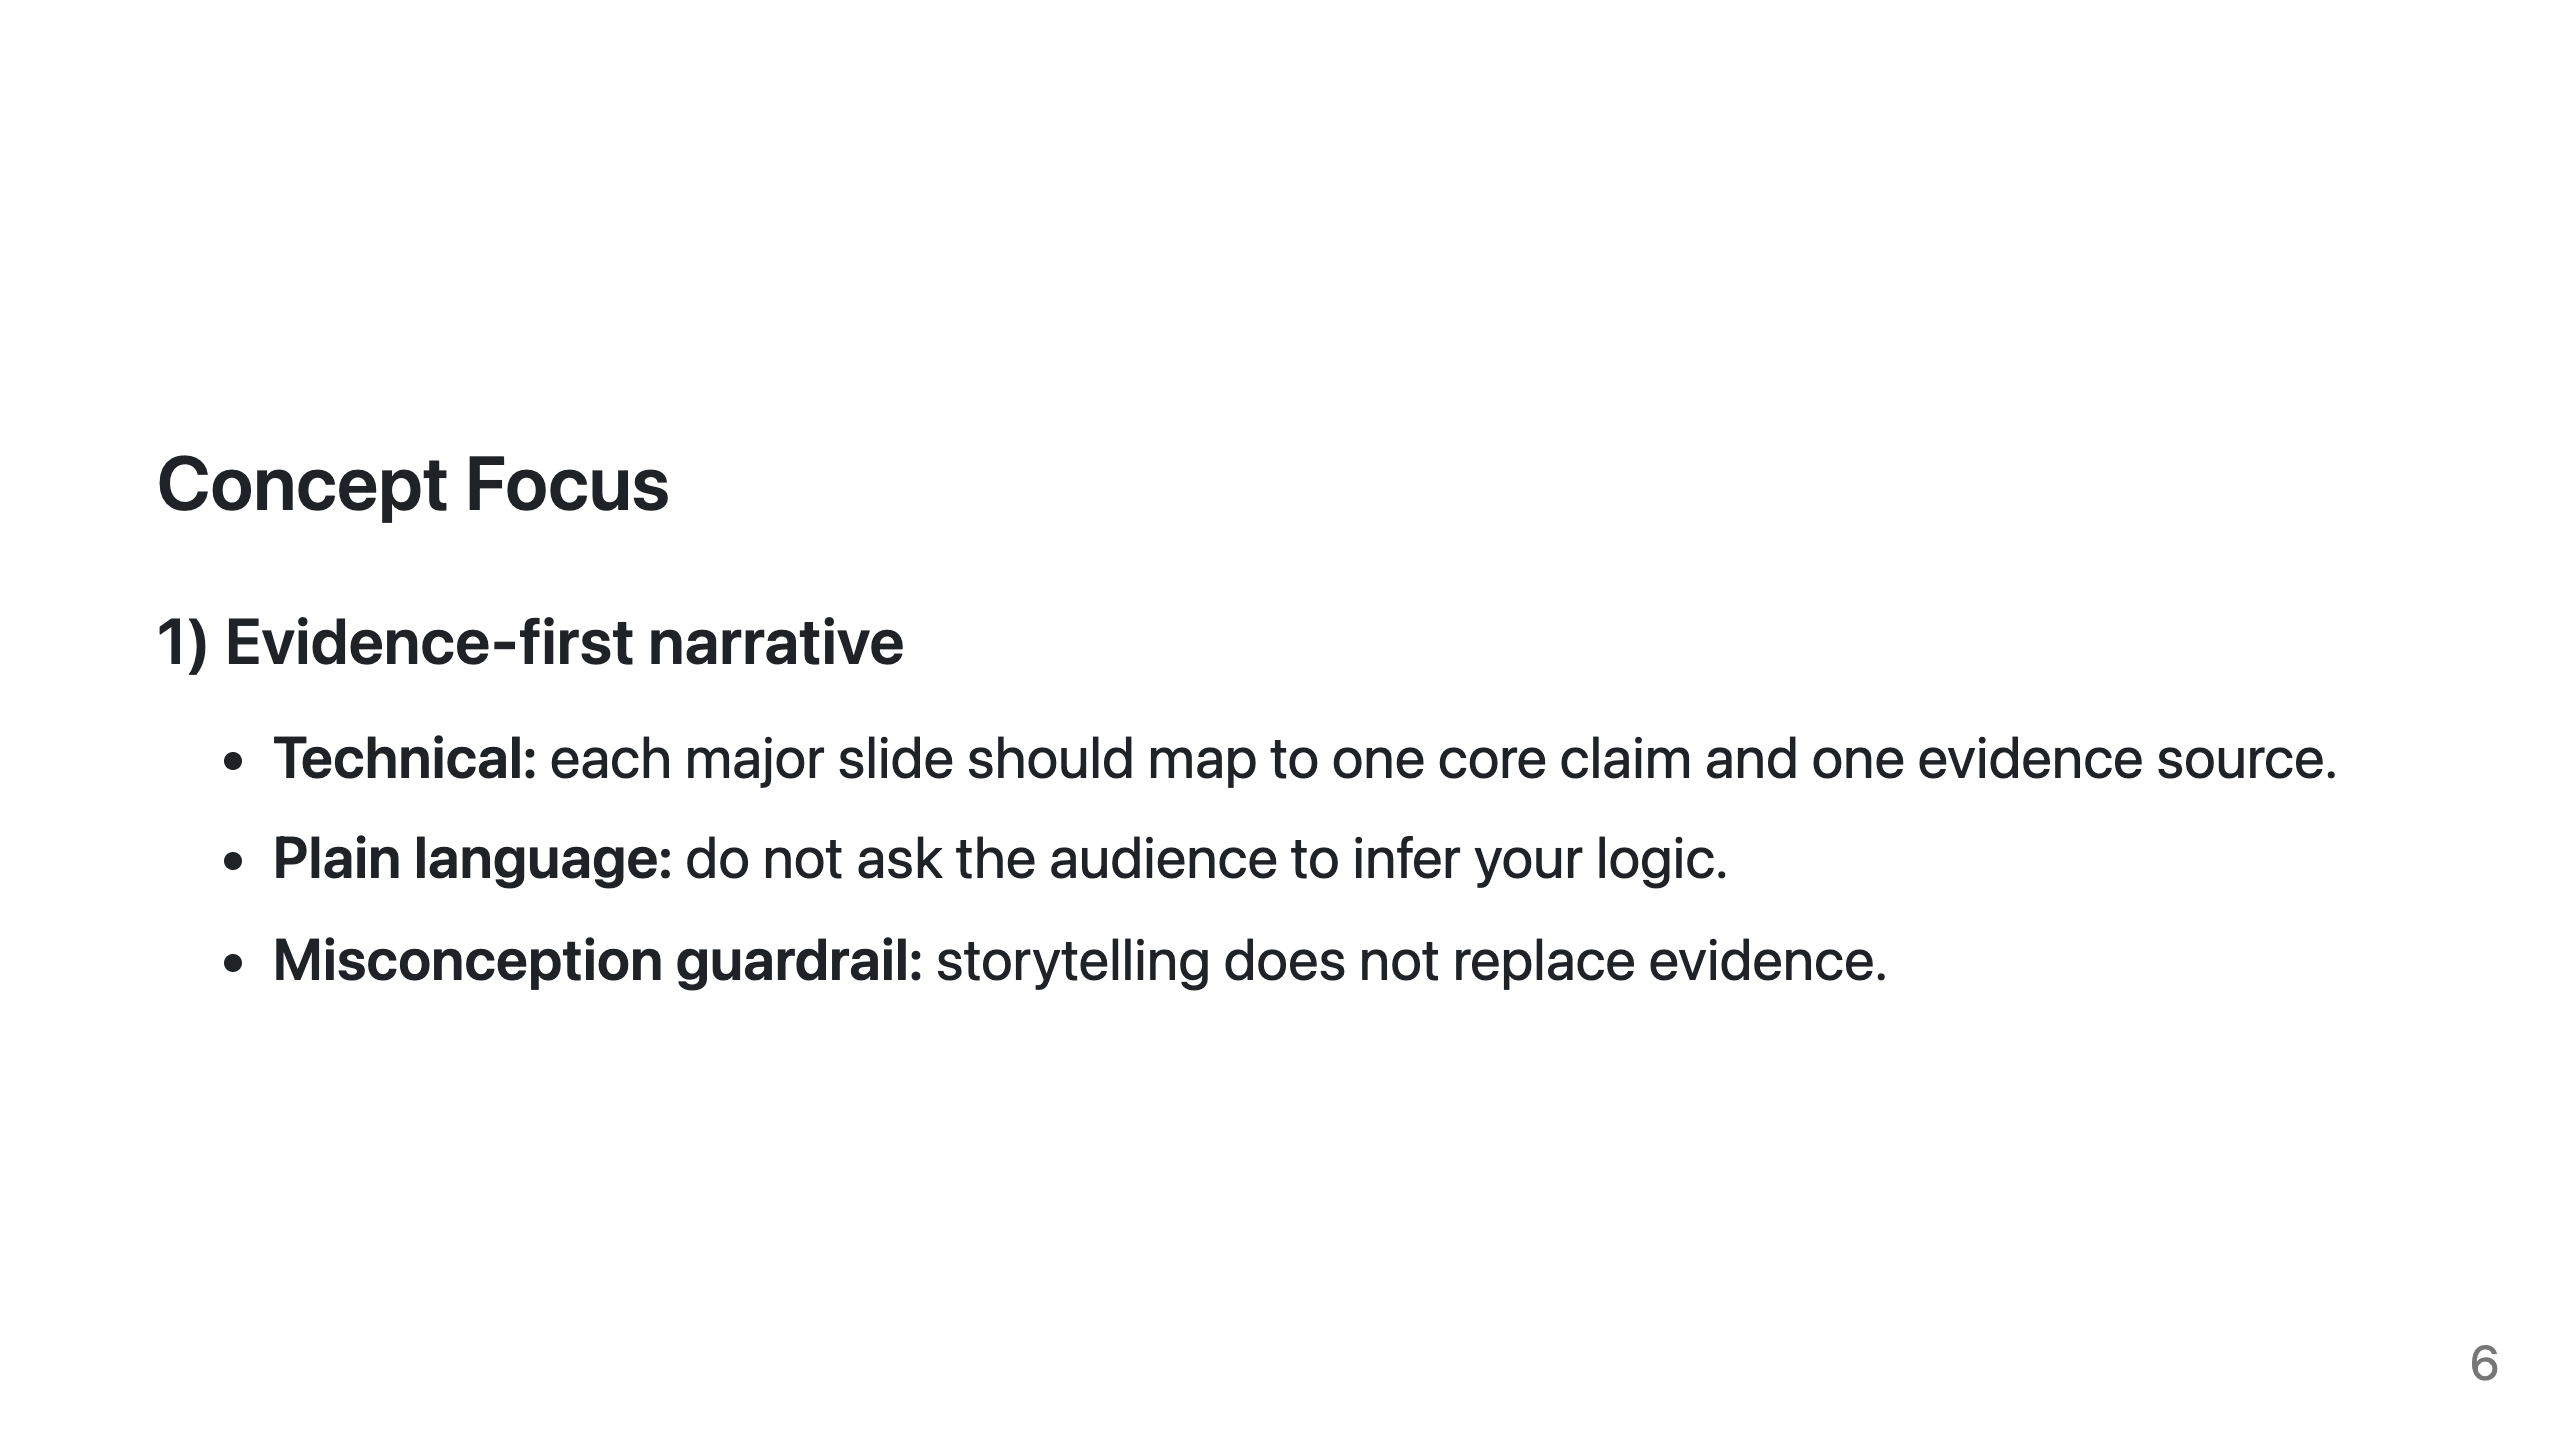 Concept Focus
1) Evidence-first narrative
• Technical: each major slide should map to one core claim and one evidence source.
• Plain language: do not ask the audience to infer your logic.
• Misconception guardrail: storytelling does not replace evidence.
6